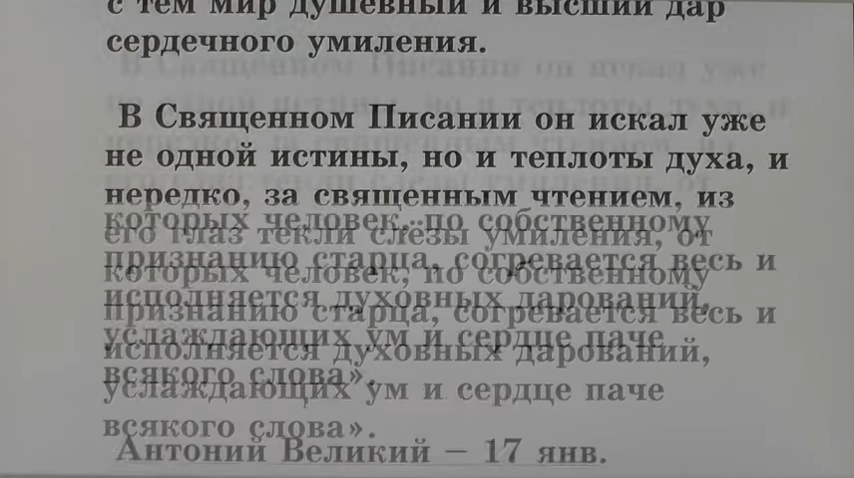 с тем мир душевный и высший дар
сердечного умиления.
В Священном Писании он искал уже
не одной истины, но и теплоты духа, и
нередко, за священным чтением, из
его глаз текли слёзы умиления, от
которых человек, по собственному
признанию старца, согревается весь и
исполняется духовных дарований,
услаждающих ум и сердце паче
всякого слова».
Антоний Великий – 17 янв.